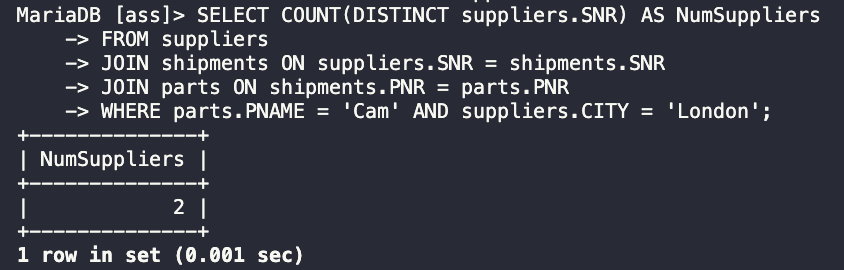 MariaDB [ass]> SELECT COUNT(DISTINCT suppliers.SNR) AS NumSuppliers
    -> FROM suppliers
    -> JOIN shipments ON suppliers.SNR = shipments.SNR
    -> JOIN parts ON shipments.PNR = parts.PNR
    -> WHERE parts.PNAME = 'Cam' AND suppliers.CITY = 'London';
+--------------+
| NumSuppliers |
+--------------+
|            2 |
+--------------+
1 row in set (0.001 sec)